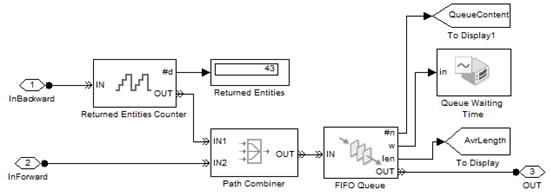 QueueContent
To Display1
1
InBackward
IN
#d
OUT
Returned Entities Counter
43
Returned Entities
in
Queue Waiting
Time
2
InForward
IN1
IN2
OUT
Path Combiner
IN
#n
w
len
OUT
FIFO Queue
AvrLength
To Display
3
OUT